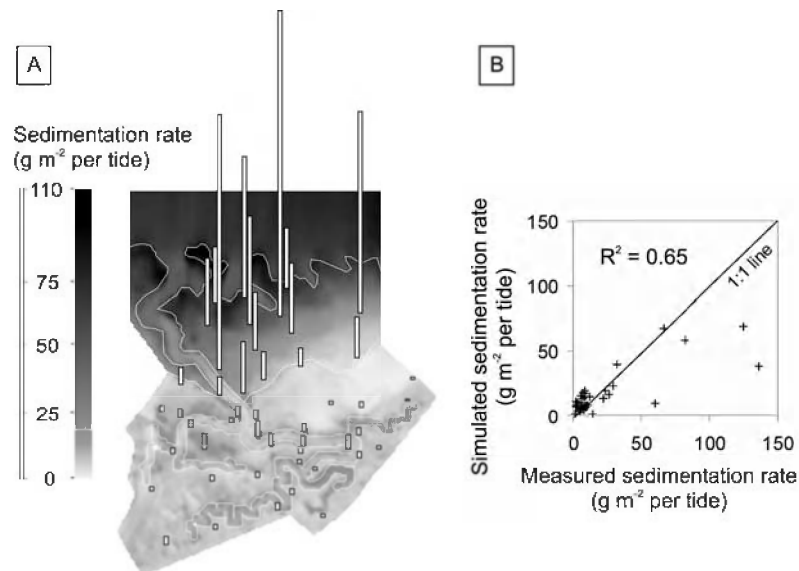 A
Sedimentation rate
(g m⁻² per tide)
110
75
50
25
0
B
Simulated sedimentation rate
(g m⁻² per tide)
150
100
50
0
R² = 0.65
1:1 line
0
50
100
150
Measured sedimentation rate
(g m⁻² per tide)